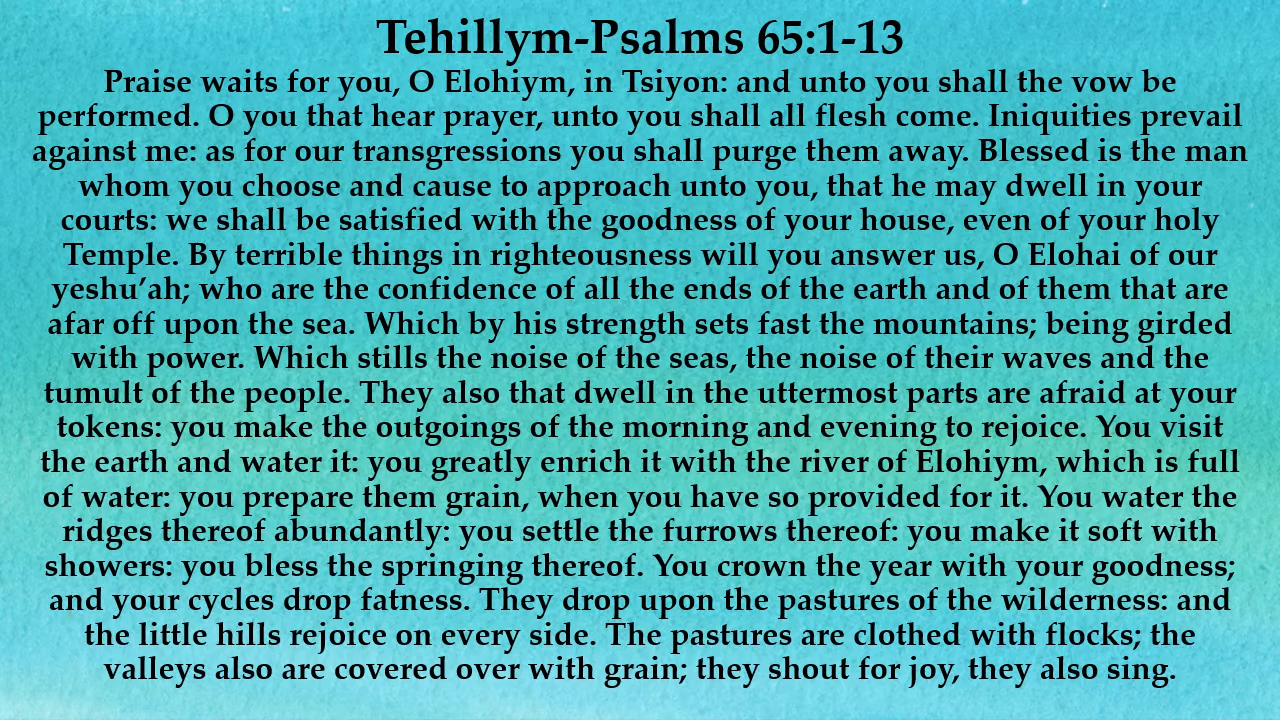 Tehillym-Psalms 65:1-13
Praise waits for you, O Elohiym, in Tsiyon: and unto you shall the vow be
performed. O you that hear prayer, unto you shall all flesh come. Iniquities prevail
against me: as for our transgressions you shall purge them away. Blessed is the man
whom you choose and cause to approach unto you, that he may dwell in your
courts: we shall be satisfied with the goodness of your house, even of your holy
Temple. By terrible things in righteousness will you answer us, O Elohai of our
yeshu’ah; who are the confidence of all the ends of the earth and of them that are
afar off upon the sea. Which by his strength sets fast the mountains; being girded
with power. Which stills the noise of the seas, the noise of their waves and the
tumult of the people. They also that dwell in the uttermost parts are afraid at your
tokens: you make the outgoings of the morning and evening to rejoice. You visit
the earth and water it: you greatly enrich it with the river of Elohiym, which is full
of water: you prepare them grain, when you have so provided for it. You water the
ridges thereof abundantly: you settle the furrows thereof: you make it soft with
showers: you bless the springing thereof. You crown the year with your goodness;
and your cycles drop fatness. They drop upon the pastures of the wilderness: and
the little hills rejoice on every side. The pastures are clothed with flocks; the
valleys also are covered over with grain; they shout for joy, they also sing.